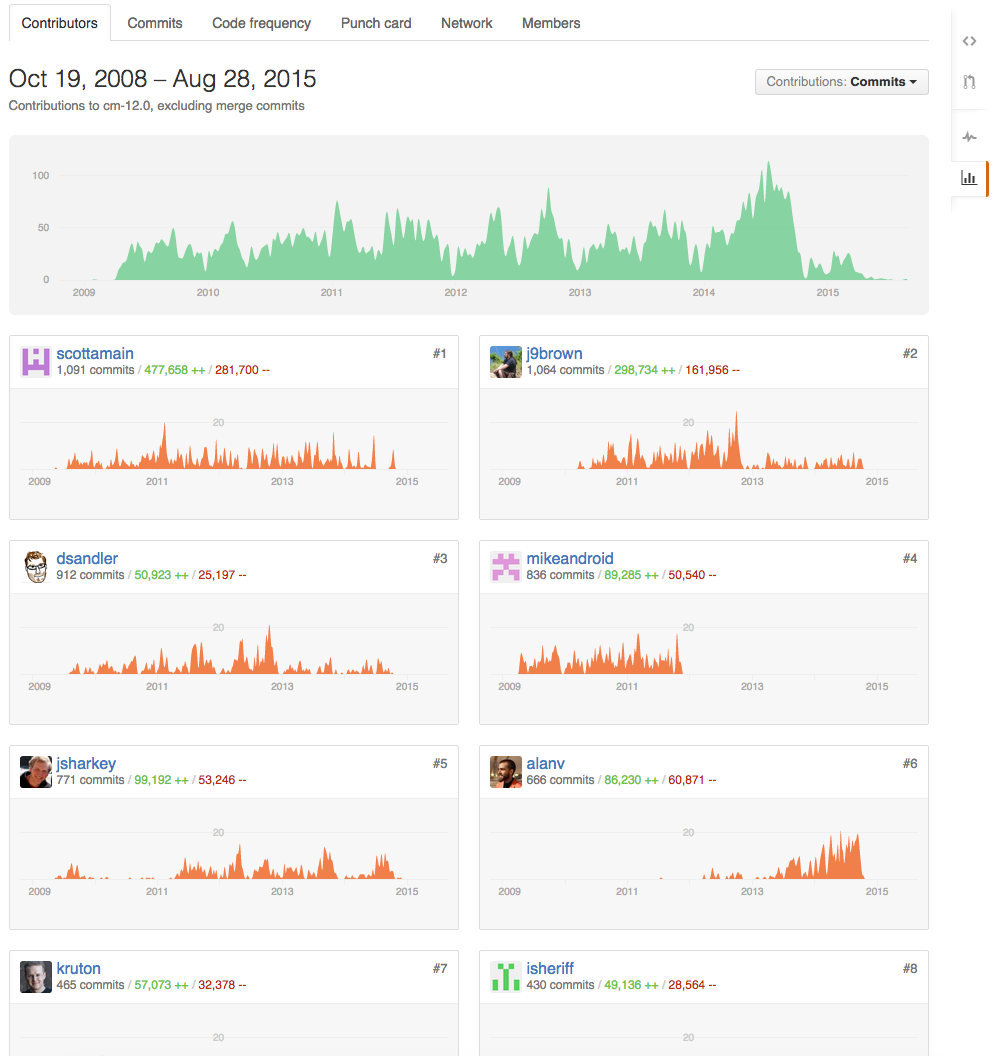 Contributors Commits Code frequency Punch card Network Members
Oct 19, 2008 – Aug 28, 2015
Contributions: Commits
Contributions to cm-12.0, excluding merge commits
100
50
0
2009 2010 2011 2012 2013 2014 2015
scottamain #1
1,091 commits / 477,658 ++ / 281,700 --
20
2009 2011 2013 2015
j9brown #2
1,064 commits / 298,734 ++ / 161,956 --
20
2009 2011 2013 2015
dsandler #3
912 commits / 50,923 ++ / 25,197 --
20
2009 2011 2013 2015
mikeandroid #4
836 commits / 89,285 ++ / 50,540 --
20
2009 2011 2013 2015
jsharkey #5
771 commits / 99,192 ++ / 53,246 --
20
2009 2011 2013 2015
alanv #6
666 commits / 86,230 ++ / 60,871 --
20
2009 2011 2013 2015
kruton #7
465 commits / 57,073 ++ / 32,378 --
20
isheriff #8
430 commits / 49,136 ++ / 28,564 --
20